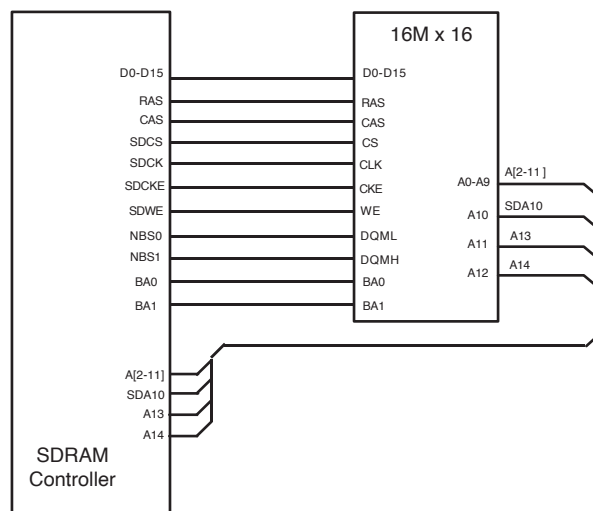 16M x 16
D0-D15
RAS
CAS
SDCS
SDCK
SDCKE
SDWE
NBS0
NBS1
BA0
BA1
D0-D15
RAS
CAS
CS
CLK
CKE
WE
DQML
DQMH
BA0
BA1
A0-A9
A10
A11
A12
A[2-11]
SDA10
A13
A14
A[2-11]
SDA10
A13
A14
SDRAM
Controller